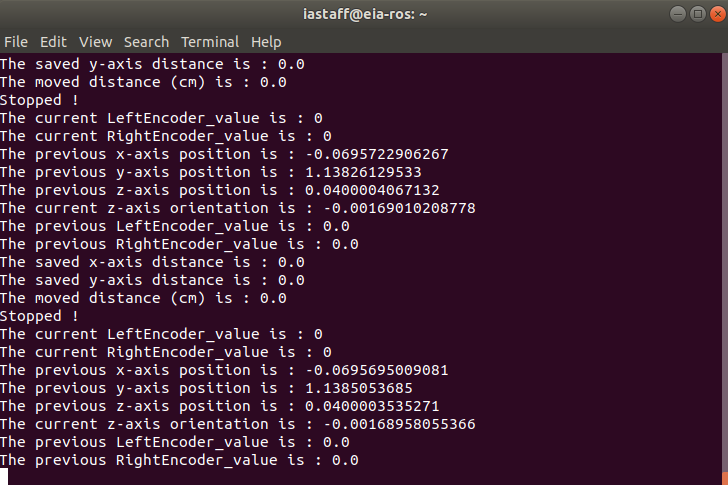 iastaff@eia-ros: ~
File Edit View Search Terminal Help
The saved y-axis distance is : 0.0
The moved distance (cm) is : 0.0
Stopped !
The current LeftEncoder_value is : 0
The current RightEncoder_value is : 0
The previous x-axis position is : -0.0695722906267
The previous y-axis position is : 1.13826129533
The previous z-axis position is : 0.0400004067132
The current z-axis orientation is : -0.00169010208778
The previous LeftEncoder_value is : 0.0
The previous RightEncoder_value is : 0.0
The saved x-axis distance is : 0.0
The saved y-axis distance is : 0.0
The moved distance (cm) is : 0.0
Stopped !
The current LeftEncoder_value is : 0
The current RightEncoder_value is : 0
The previous x-axis position is : -0.0695695009081
The previous y-axis position is : 1.1385053685
The previous z-axis position is : 0.0400003535271
The current z-axis orientation is : -0.00168958055366
The previous LeftEncoder_value is : 0.0
The previous RightEncoder_value is : 0.0